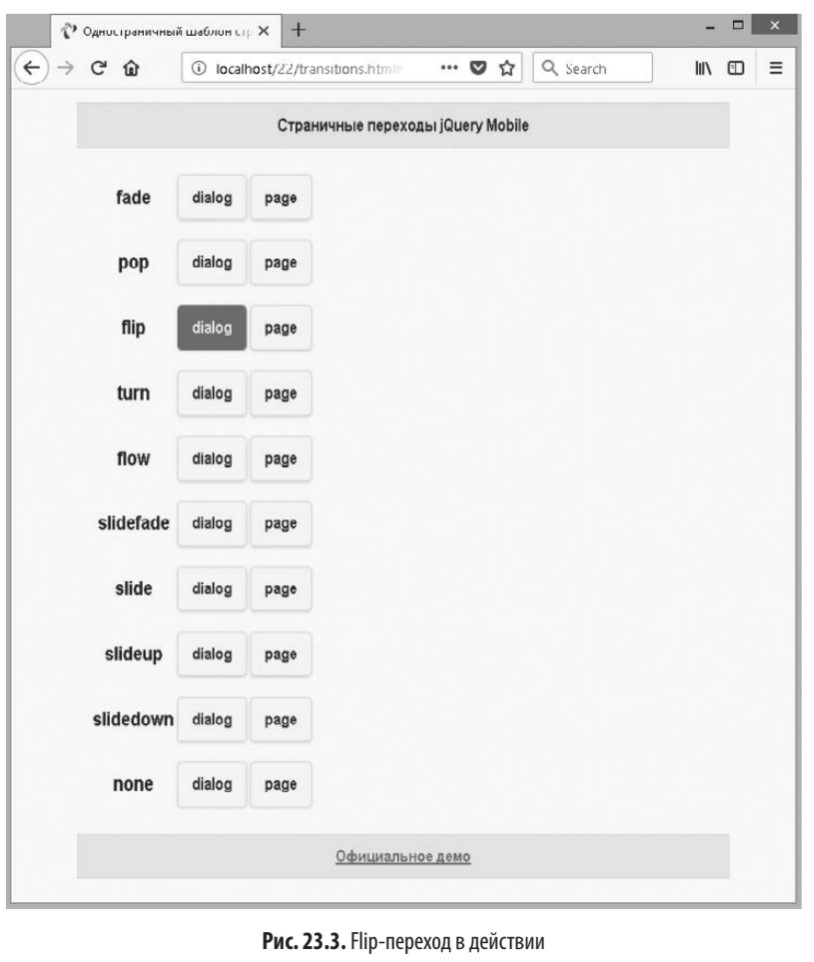 Одностраничный шаблон стр
localhost/22/transitions.html
Search
Страничные переходы jQuery Mobile
fade dialog page
pop dialog page
flip dialog page
turn dialog page
flow dialog page
slidefade dialog page
slide dialog page
slideup dialog page
slidedown dialog page
none dialog page
Официальное демо
Рис. 23.3. Flip-переход в действии